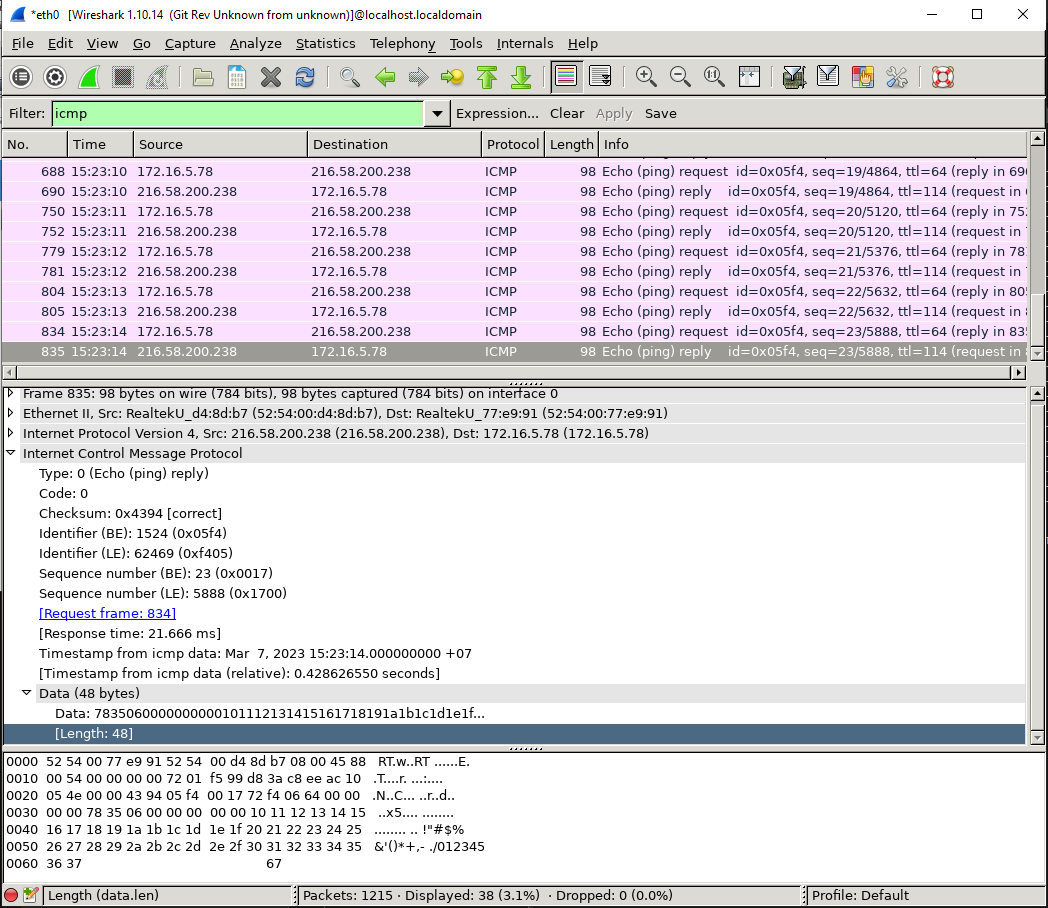 *eth0   [Wireshark 1.10.14  (Git Rev Unknown from unknown)]@localhost.localdomain
File Edit View Go Capture Analyze Statistics Telephony Tools Internals Help
Filter: icmp Expression... Clear Apply Save
No. Time Source Destination Protocol Length Info
688 15:23:10 172.16.5.78 216.58.200.238 ICMP 98 Echo (ping) request  id=0x05f4, seq=19/4864, ttl=64 (reply in 690
690 15:23:10 216.58.200.238 172.16.5.78 ICMP 98 Echo (ping) reply    id=0x05f4, seq=19/4864, ttl=114 (request in
750 15:23:11 172.16.5.78 216.58.200.238 ICMP 98 Echo (ping) request  id=0x05f4, seq=20/5120, ttl=64 (reply in 752
752 15:23:11 216.58.200.238 172.16.5.78 ICMP 98 Echo (ping) reply    id=0x05f4, seq=20/5120, ttl=114 (request in
779 15:23:12 172.16.5.78 216.58.200.238 ICMP 98 Echo (ping) request  id=0x05f4, seq=21/5376, ttl=64 (reply in 781
781 15:23:12 216.58.200.238 172.16.5.78 ICMP 98 Echo (ping) reply    id=0x05f4, seq=21/5376, ttl=114 (request in
804 15:23:13 172.16.5.78 216.58.200.238 ICMP 98 Echo (ping) request  id=0x05f4, seq=22/5632, ttl=64 (reply in 805
805 15:23:13 216.58.200.238 172.16.5.78 ICMP 98 Echo (ping) reply    id=0x05f4, seq=22/5632, ttl=114 (request in
834 15:23:14 172.16.5.78 216.58.200.238 ICMP 98 Echo (ping) request  id=0x05f4, seq=23/5888, ttl=64 (reply in 835
835 15:23:14 216.58.200.238 172.16.5.78 ICMP 98 Echo (ping) reply    id=0x05f4, seq=23/5888, ttl=114 (request in
Frame 835: 98 bytes on wire (784 bits), 98 bytes captured (784 bits) on interface 0
Ethernet II, Src: RealtekU_d4:8d:b7 (52:54:00:d4:8d:b7), Dst: RealtekU_77:e9:91 (52:54:00:77:e9:91)
Internet Protocol Version 4, Src: 216.58.200.238 (216.58.200.238), Dst: 172.16.5.78 (172.16.5.78)
Internet Control Message Protocol
Type: 0 (Echo (ping) reply)
Code: 0
Checksum: 0x4394 [correct]
Identifier (BE): 1524 (0x05f4)
Identifier (LE): 62469 (0xf405)
Sequence number (BE): 23 (0x0017)
Sequence number (LE): 5888 (0x1700)
[Request frame: 834]
[Response time: 21.666 ms]
Timestamp from icmp data: Mar  7, 2023 15:23:14.000000000 +07
[Timestamp from icmp data (relative): 0.428626550 seconds]
Data (48 bytes)
Data: 783506000000000010111213141516171819​1a1b1c1d1e1f...
[Length: 48]
0000  52 54 00 77 e9 91 52 54  00 d4 8d b7 08 00 45 88   RT.w..RT ......E.
0010  00 54 00 00 00 00 72 01  f5 99 d8 3a c8 ee ac 10   .T....r. ...:....
0020  05 4e 00 00 43 94 05 f4  00 17 72 f4 06 64 00 00   .N..C... ..r..d..
0030  00 00 78 35 06 00 00 00  00 00 10 11 12 13 14 15   ..x5.... ........
0040  16 17 18 19 1a 1b 1c 1d  1e 1f 20 21 22 23 24 25   ........ .. !"#$%
0050  26 27 28 29 2a 2b 2c 2d  2e 2f 30 31 32 33 34 35   &'()*+,- ./012345
0060  36 37                    67
Length (data.len) Packets: 1215 · Displayed: 38 (3.1%)  · Dropped: 0 (0.0%) Profile: Default